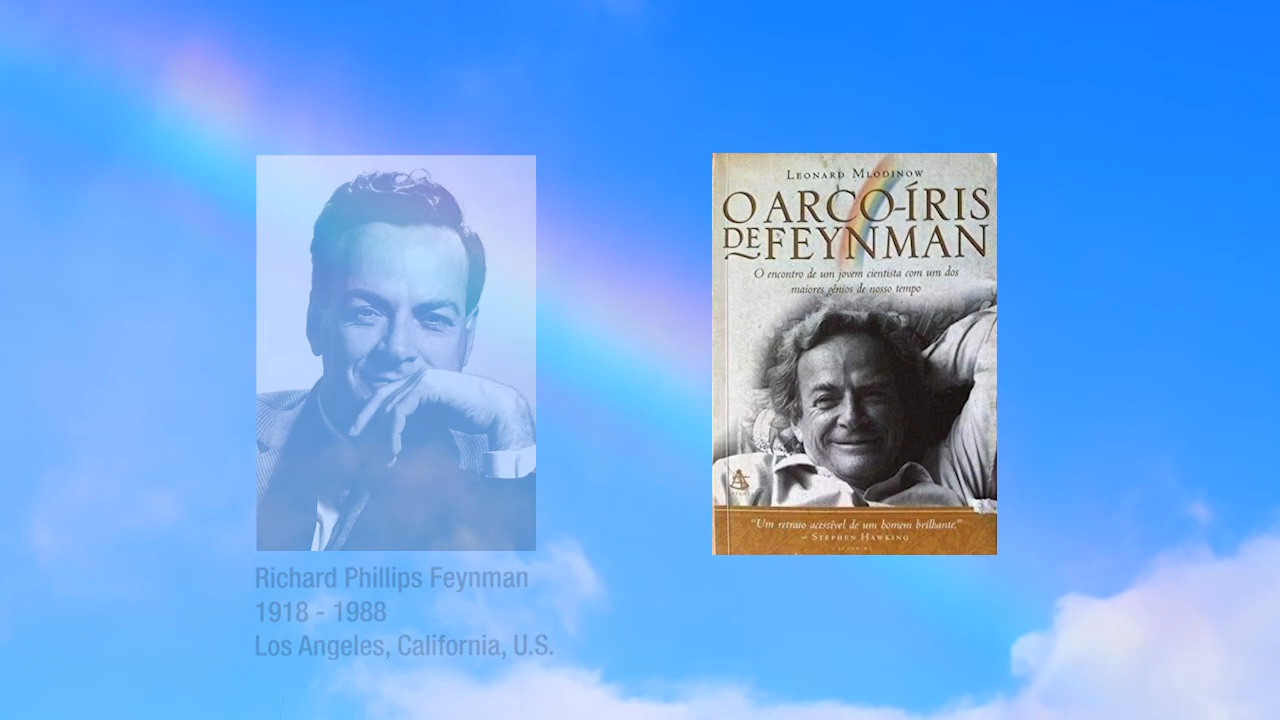 Richard Phillips Feynman
1918 - 1988
Los Angeles, California, U.S.
Leonard Mlodinow
O ARCO-ÍRIS
DE FEYNMAN
O encontro de um jovem cientista com um dos
maiores gênios de nosso tempo
“Um retrato acessível de um homem brilhante.”
– Stephen Hawking